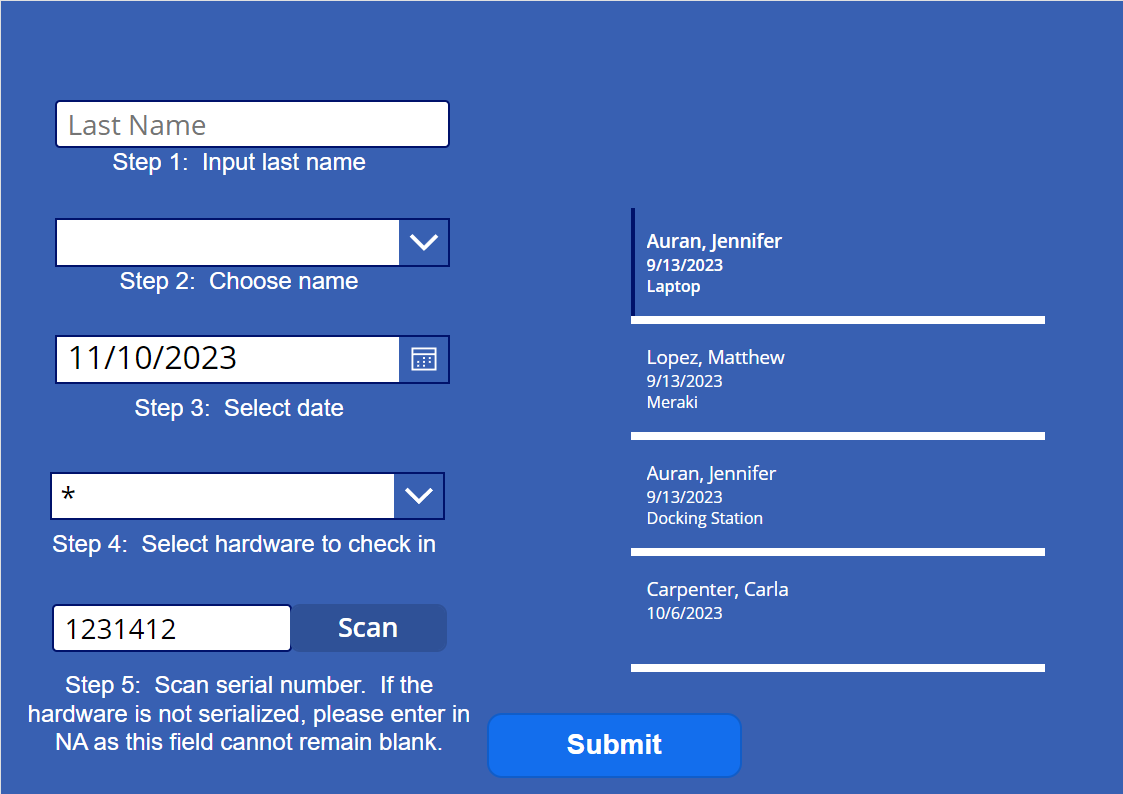 Last Name
Step 1:  Input last name
Step 2:  Choose name
11/10/2023
Step 3:  Select date
*
Step 4:  Select hardware to check in
1231412
Scan
Step 5:  Scan serial number.  If the
hardware is not serialized, please enter in
NA as this field cannot remain blank.
Auran, Jennifer
9/13/2023
Laptop
Lopez, Matthew
9/13/2023
Meraki
Auran, Jennifer
9/13/2023
Docking Station
Carpenter, Carla
10/6/2023
Submit